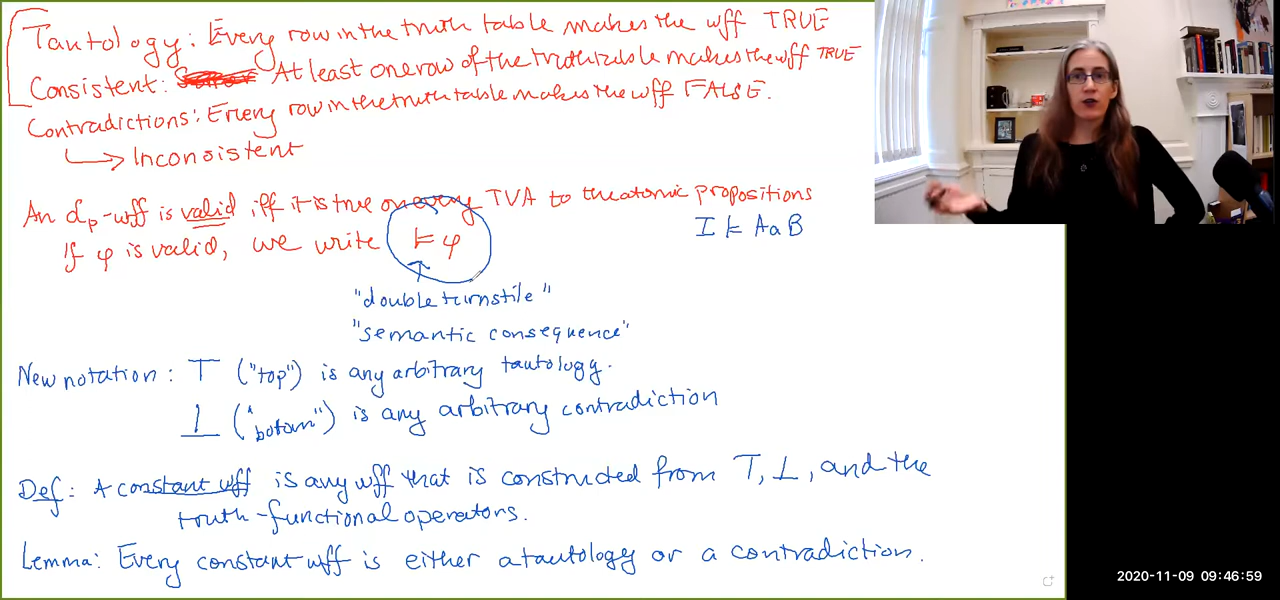 Tautology: Every row in the truth table makes the wff TRUE
Consistent: At least one row of the truth table makes the wff TRUE
Contradictions: Every row in the truth table makes the wff FALSE.
↳ Inconsistent
An ℒp-wff is valid iff it is true on every TVA to the atomic propositions
If φ is valid, we write ⊨ φ
I ⊨ AaB
"double turnstile"
"semantic consequence"
New notation: ⊤ ("top") is any arbitrary tautology.
⊥ ("bottom") is any arbitrary contradiction
Def: A constant wff is any wff that is constructed from ⊤, ⊥, and the
truth-functional operators.
Lemma: Every constant wff is either a tautology or a contradiction.
2020-11-09 09:46:59